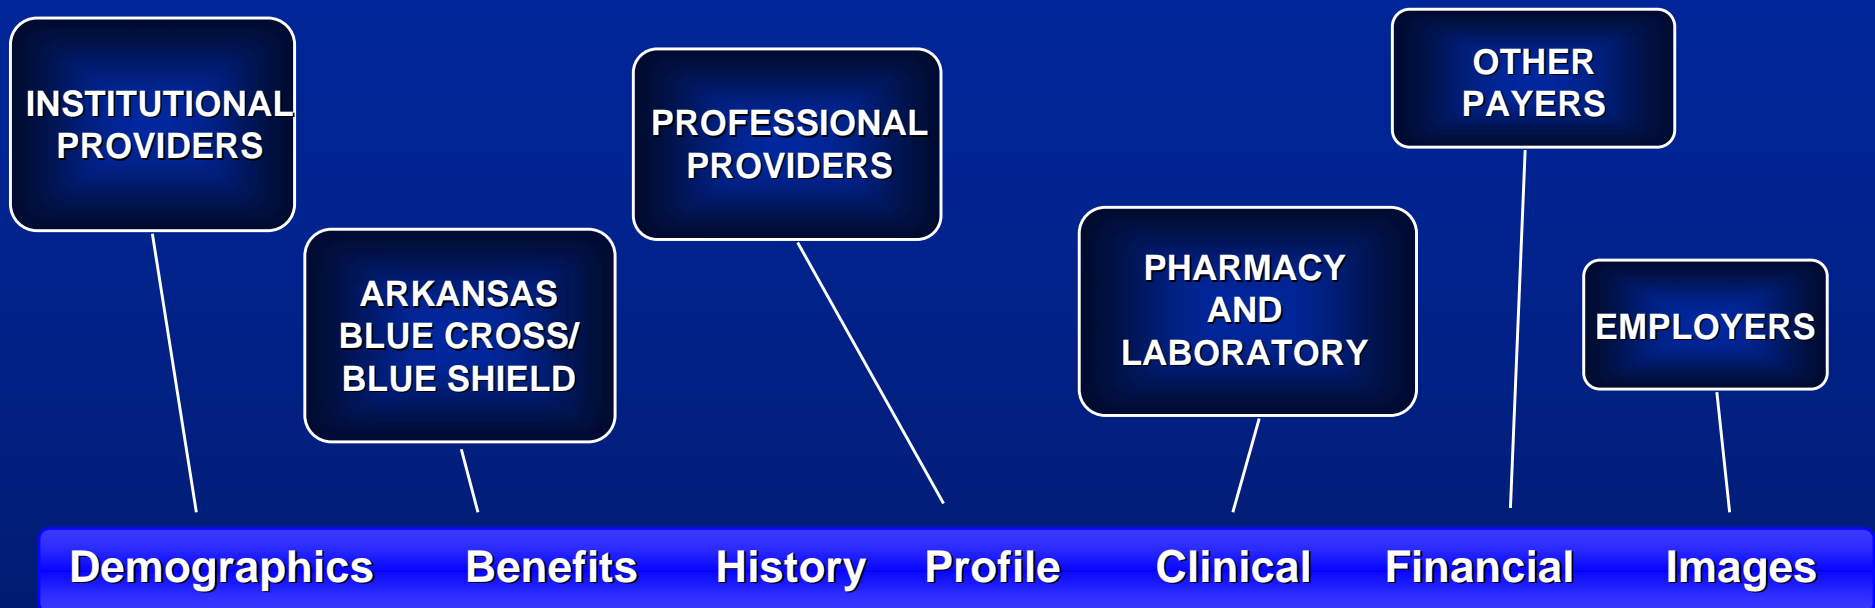 INSTITUTIONAL
PROVIDERS
ARKANSAS
BLUE CROSS/
BLUE SHIELD
PROFESSIONAL
PROVIDERS
PHARMACY
AND
LABORATORY
OTHER
PAYERS
EMPLOYERS
Demographics Benefits History Profile Clinical Financial Images